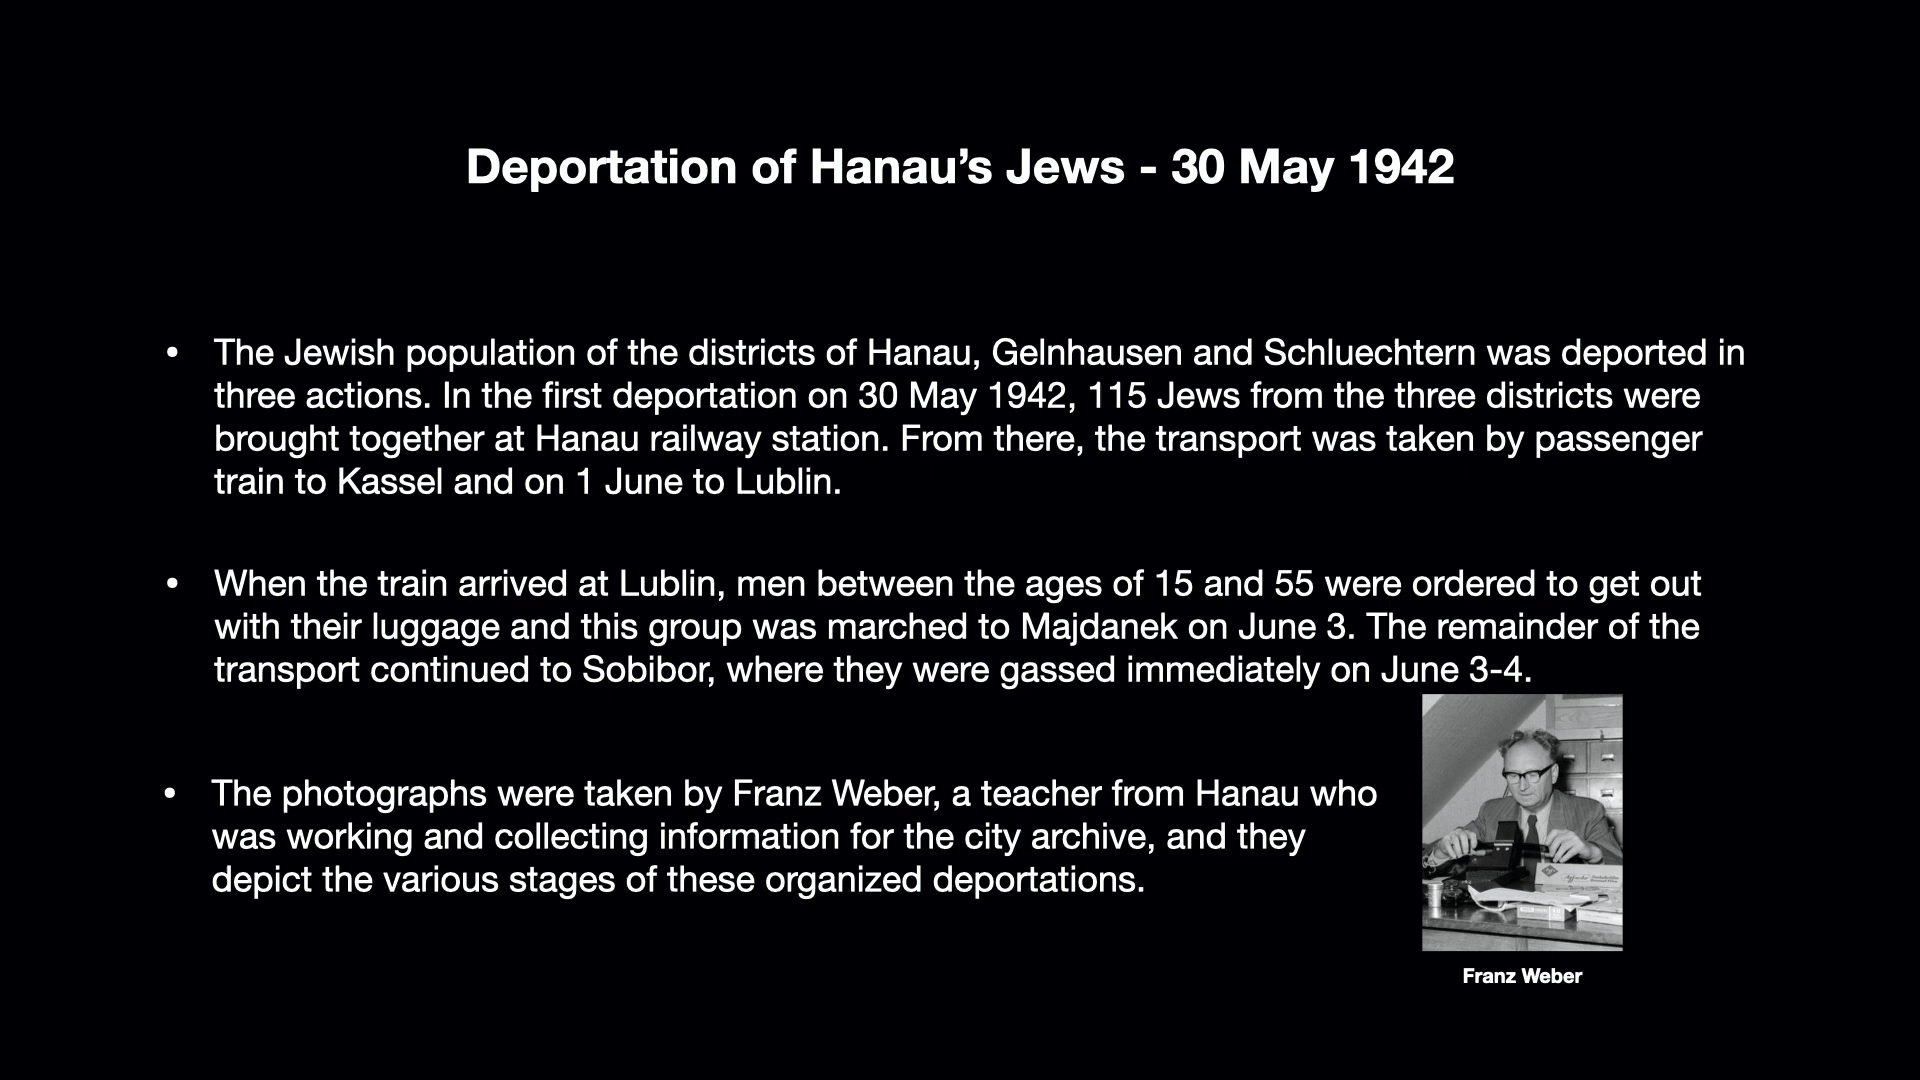 Deportation of Hanau’s Jews - 30 May 1942
• The Jewish population of the districts of Hanau, Gelnhausen and Schluechtern was deported in
three actions. In the first deportation on 30 May 1942, 115 Jews from the three districts were
brought together at Hanau railway station. From there, the transport was taken by passenger
train to Kassel and on 1 June to Lublin.
• When the train arrived at Lublin, men between the ages of 15 and 55 were ordered to get out
with their luggage and this group was marched to Majdanek on June 3. The remainder of the
transport continued to Sobibor, where they were gassed immediately on June 3-4.
• The photographs were taken by Franz Weber, a teacher from Hanau who
was working and collecting information for the city archive, and they
depict the various stages of these organized deportations.
Franz Weber